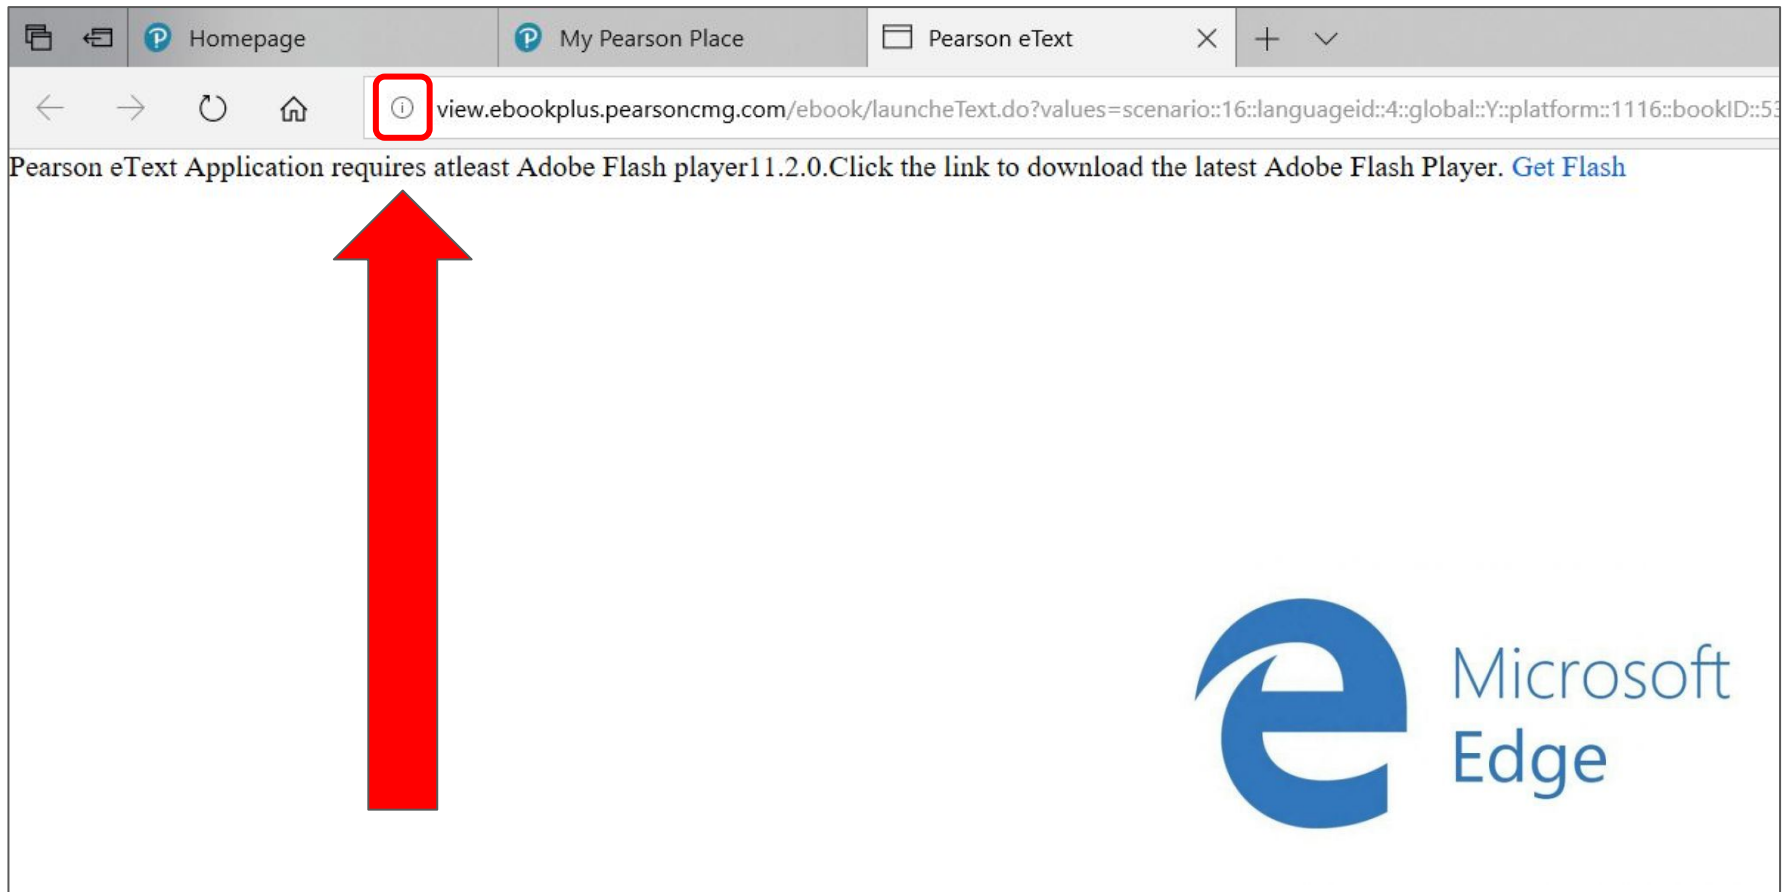 Homepage
My Pearson Place
Pearson eText
view.ebookplus.pearsoncmg.com/ebook/launcheText.do?values=scenario::16::languageid::4::global::Y::platform::1116::bookID::53
Pearson eText Application requires atleast Adobe Flash player11.2.0.Click the link to download the latest Adobe Flash Player. Get Flash
Microsoft
Edge